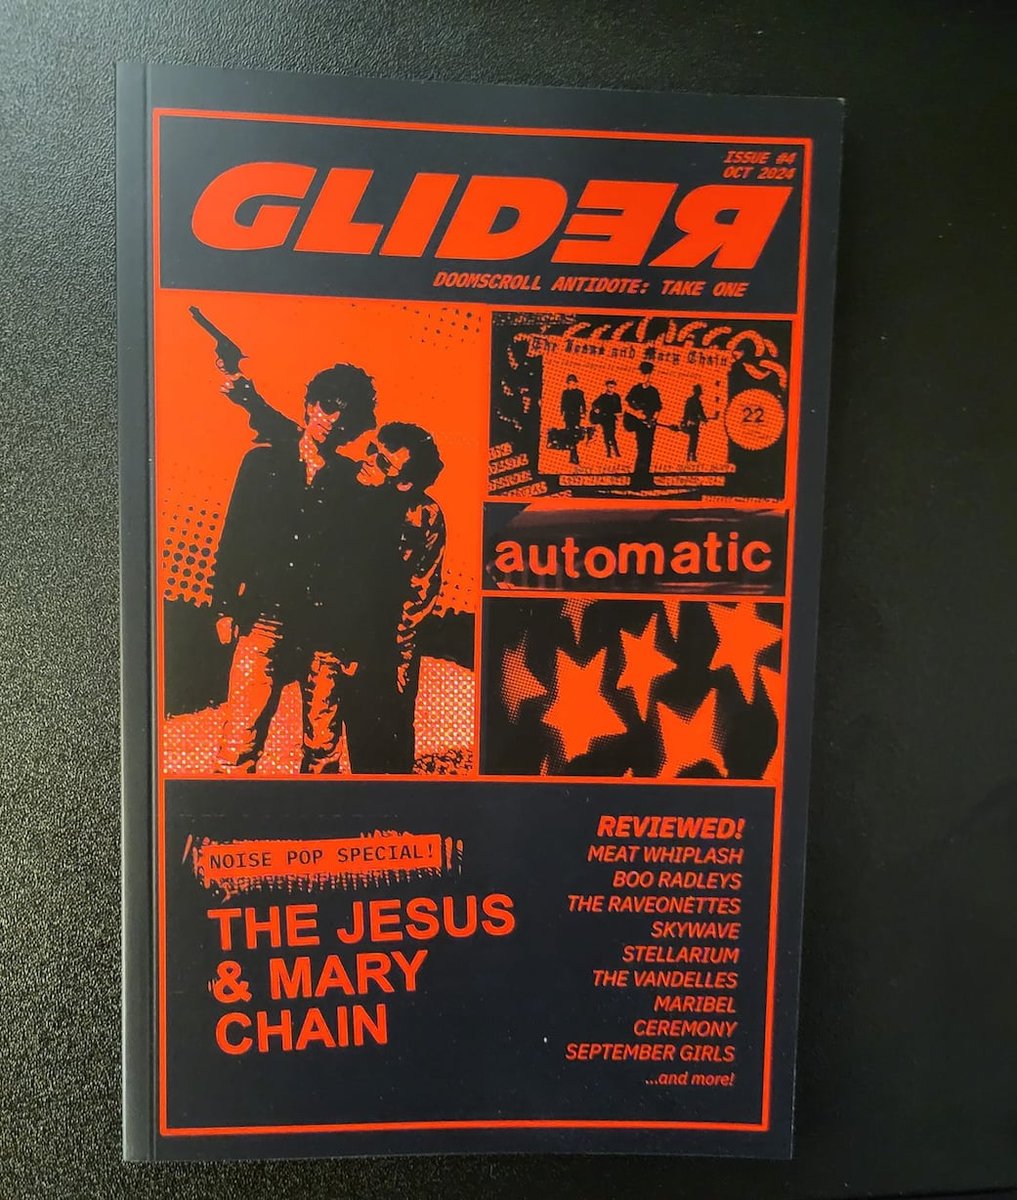 ISSUE #4
OCT 2024
GLIDER
DOOMSCROLL ANTIDOTE: TAKE ONE
The Jesus and Mary Chain
22
automatic
NOISE POP SPECIAL!
THE JESUS
& MARY
CHAIN
REVIEWED!
MEAT WHIPLASH
BOO RADLEYS
THE RAVEONETTES
SKYWAVE
STELLARIUM
THE VANDELLES
MARIBEL
CEREMONY
SEPTEMBER GIRLS
...and more!